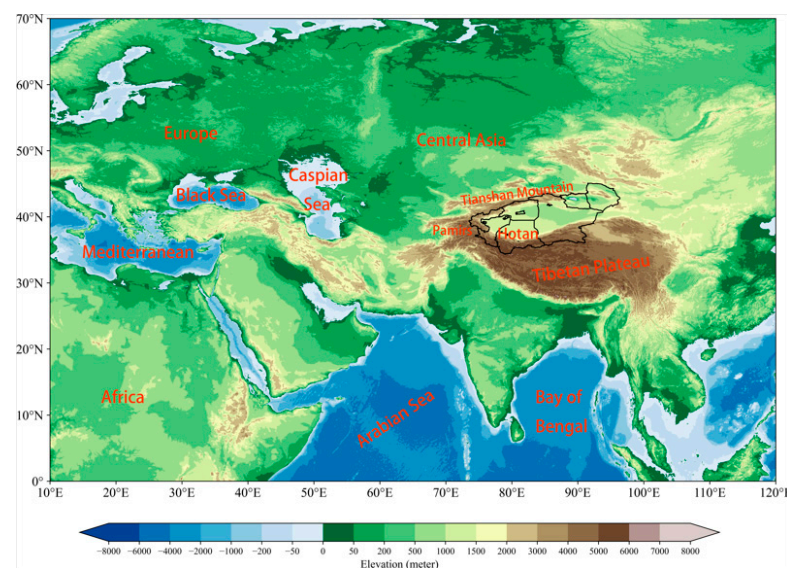 70°N
60°N
50°N
40°N
30°N
20°N
10°N
0°
Europe
Central Asia
Caspian
Sea
Black Sea
Tianshan Mountain
Mediterranean
Pamirs
Hotan
Tibetan Plateau
Africa
Arabian Sea
Bay of
Bengal
10°E 20°E 30°E 40°E 50°E 60°E 70°E 80°E 90°E 100°E 110°E 120°E
−8000 −6000 −4000 −2000 −1000 −200 −50 0 50 200 500 1000 1500 2000 3000 4000 5000 6000 7000 8000
Elevation (meter)